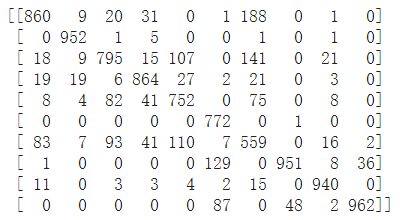 [[860 9 20 31 0 1 188 0 1 0]
[ 0 952 1 5 0 0 1 0 1 0]
[ 18 9 795 15 107 0 141 0 21 0]
[ 19 19 6 864 27 2 21 0 3 0]
[ 8 4 82 41 752 0 75 0 8 0]
[ 0 0 0 0 0 772 0 1 0 0]
[ 83 7 93 41 110 7 559 0 16 2]
[ 1 0 0 0 0 129 0 951 8 36]
[ 11 0 3 3 4 2 15 0 940 0]
[ 0 0 0 0 0 87 0 48 2 962]]